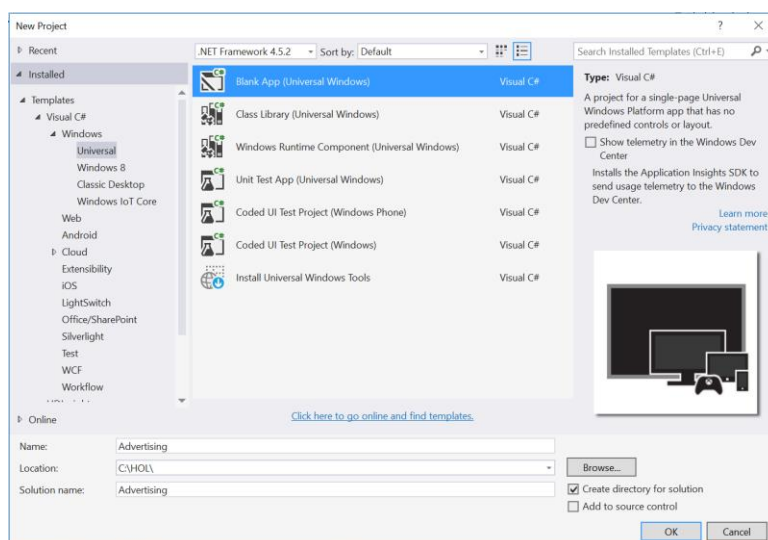 New Project
?
Recent
.NET Framework 4.5.2
Sort by: Default
Search Installed Templates (Ctrl+E)
Installed
Templates
Visual C#
Windows
Universal
Windows 8
Classic Desktop
Windows IoT Core
Web
Android
Cloud
Extensibility
iOS
LightSwitch
Office/SharePoint
Silverlight
Test
WCF
Workflow
Online
Blank App (Universal Windows) Visual C#
Class Library (Universal Windows) Visual C#
Windows Runtime Component (Universal Windows) Visual C#
Unit Test App (Universal Windows) Visual C#
Coded UI Test Project (Windows Phone) Visual C#
Coded UI Test Project (Windows) Visual C#
Install Universal Windows Tools Visual C#
Click here to go online and find templates.
Type: Visual C#
A project for a single-page Universal
Windows Platform app that has no
predefined controls or layout.
Show telemetry in the Windows Dev
Center
Installs the Application Insights SDK to
send usage telemetry to the Windows
Dev Center.
Learn more
Privacy statement
Name: Advertising
Location: C:\HOL\
Browse...
Solution name: Advertising
Create directory for solution
Add to source control
OK Cancel